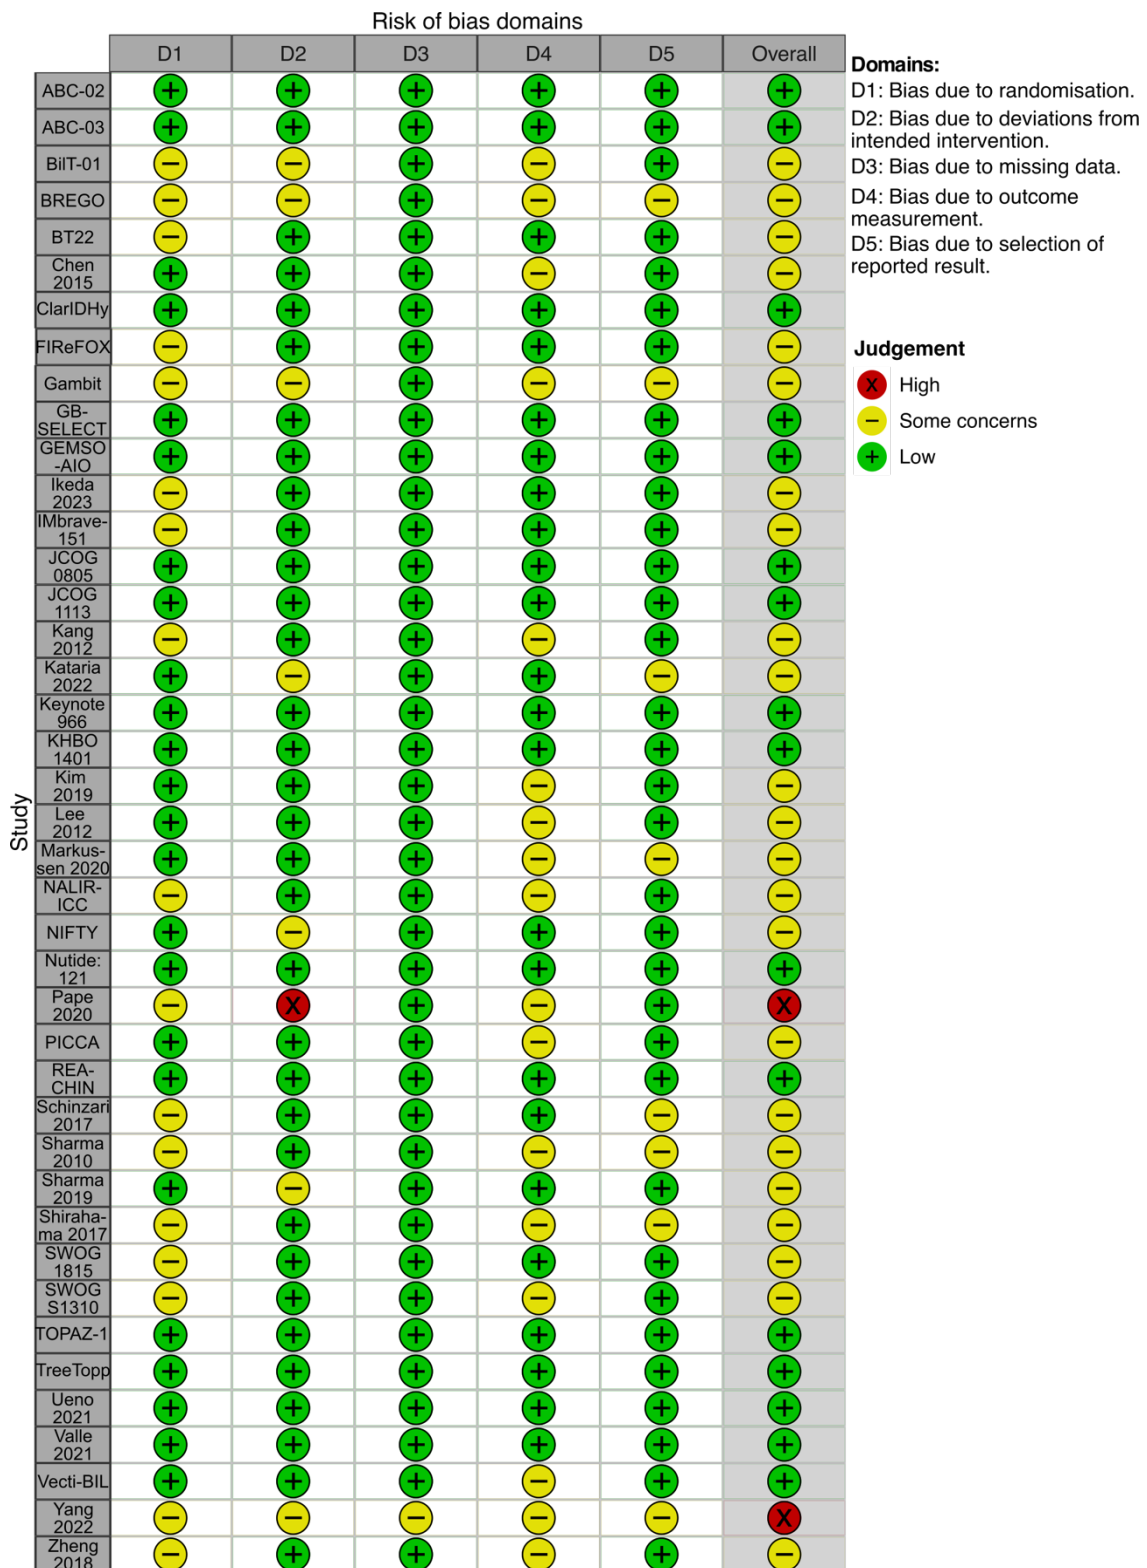 Risk of bias domains
D1 D2 D3 D4 D5 Overall
ABC-02
ABC-03
BilT-01
BREGO
BT22
Chen
2015
ClarIDHy
FIReFOX
Gambit
GB-
SELECT
GEMSO
-AIO
Ikeda
2023
IMbrave-
151
JCOG
0805
JCOG
1113
Kang
2012
Kataria
2022
Keynote
966
KHBO
1401
Kim
2019
Lee
2012
Markus-
sen 2020
NALIR-
ICC
NIFTY
Nutide:
121
Pape
2020
PICCA
REA-
CHIN
Schinzari
2017
Sharma
2010
Sharma
2019
Shiraha-
ma 2017
SWOG
1815
SWOG
S1310
TOPAZ-1
TreeTopp
Ueno
2021
Valle
2021
Vecti-BIL
Yang
2022
Zheng
2018
Study
Domains:
D1: Bias due to randomisation.
D2: Bias due to deviations from
intended intervention.
D3: Bias due to missing data.
D4: Bias due to outcome
measurement.
D5: Bias due to selection of
reported result.
Judgement
X High
− Some concerns
+ Low